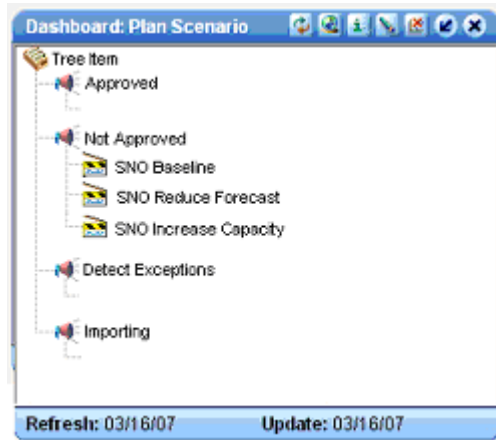 Dashboard: Plan Scenario
Tree Item
Approved
Not Approved
SNO Baseline
SNO Reduce Forecast
SNO Increase Capacity
Detect Exceptions
Importing
Refresh: 03/16/07 Update: 03/16/07